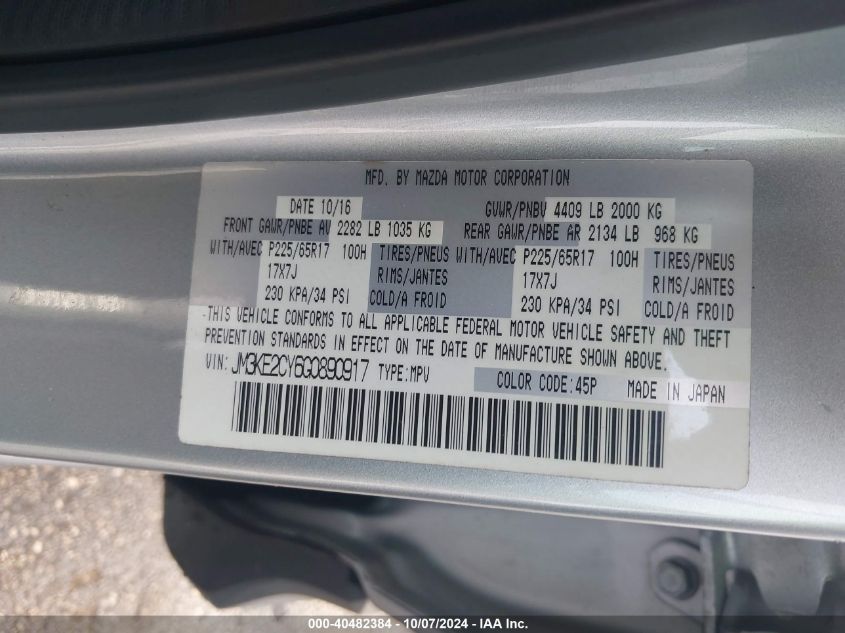 MFD. BY MAZDA MOTOR CORPORATION
DATE 10/16 GVWR/PNBV 4409 LB 2000 KG
FRONT GAWR/PNBE AV 2282 LB 1035 KG REAR GAWR/PNBE AR 2134 LB 968 KG
WITH/AVEC P225/65R17 100H TIRES/PNEUS WITH/AVEC P225/65R17 100H TIRES/PNEUS
17X7J RIMS/JANTES 17X7J RIMS/JANTES
230 KPA/34 PSI COLD/A FROID 230 KPA/34 PSI COLD/A FROID
-THIS VEHICLE CONFORMS TO ALL APPLICABLE FEDERAL MOTOR VEHICLE SAFETY AND THEFT
PREVENTION STANDARDS IN EFFECT ON THE DATE OF MANUFACTURE SHOWN ABOVE.
VIN: JM3KE2CY6G0890917 TYPE:MPV COLOR CODE:45P MADE IN JAPAN
000-40482384 - 10/07/2024 - IAA Inc.